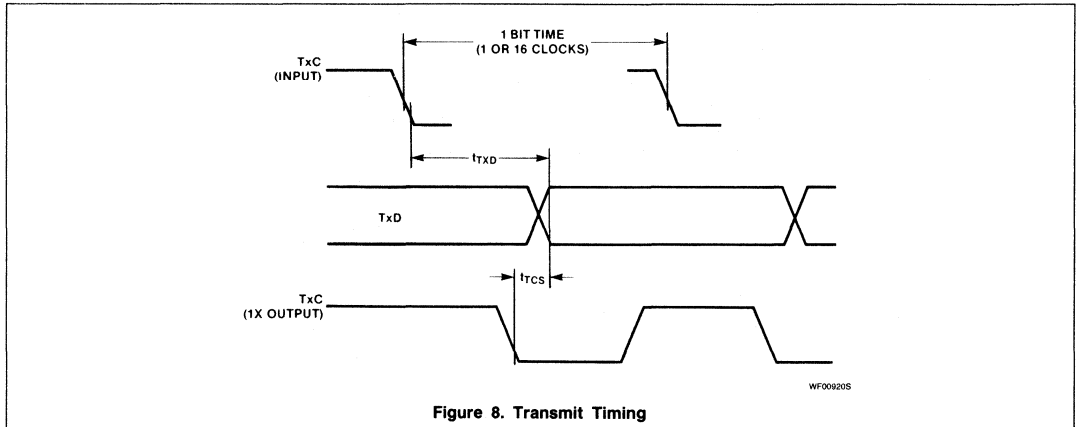 1 BIT TIME
(1 OR 16 CLOCKS)
TxC
(INPUT)
tTXD
TxD
tTCS
TxC
(1X OUTPUT)
WF00920S
Figure 8. Transmit Timing